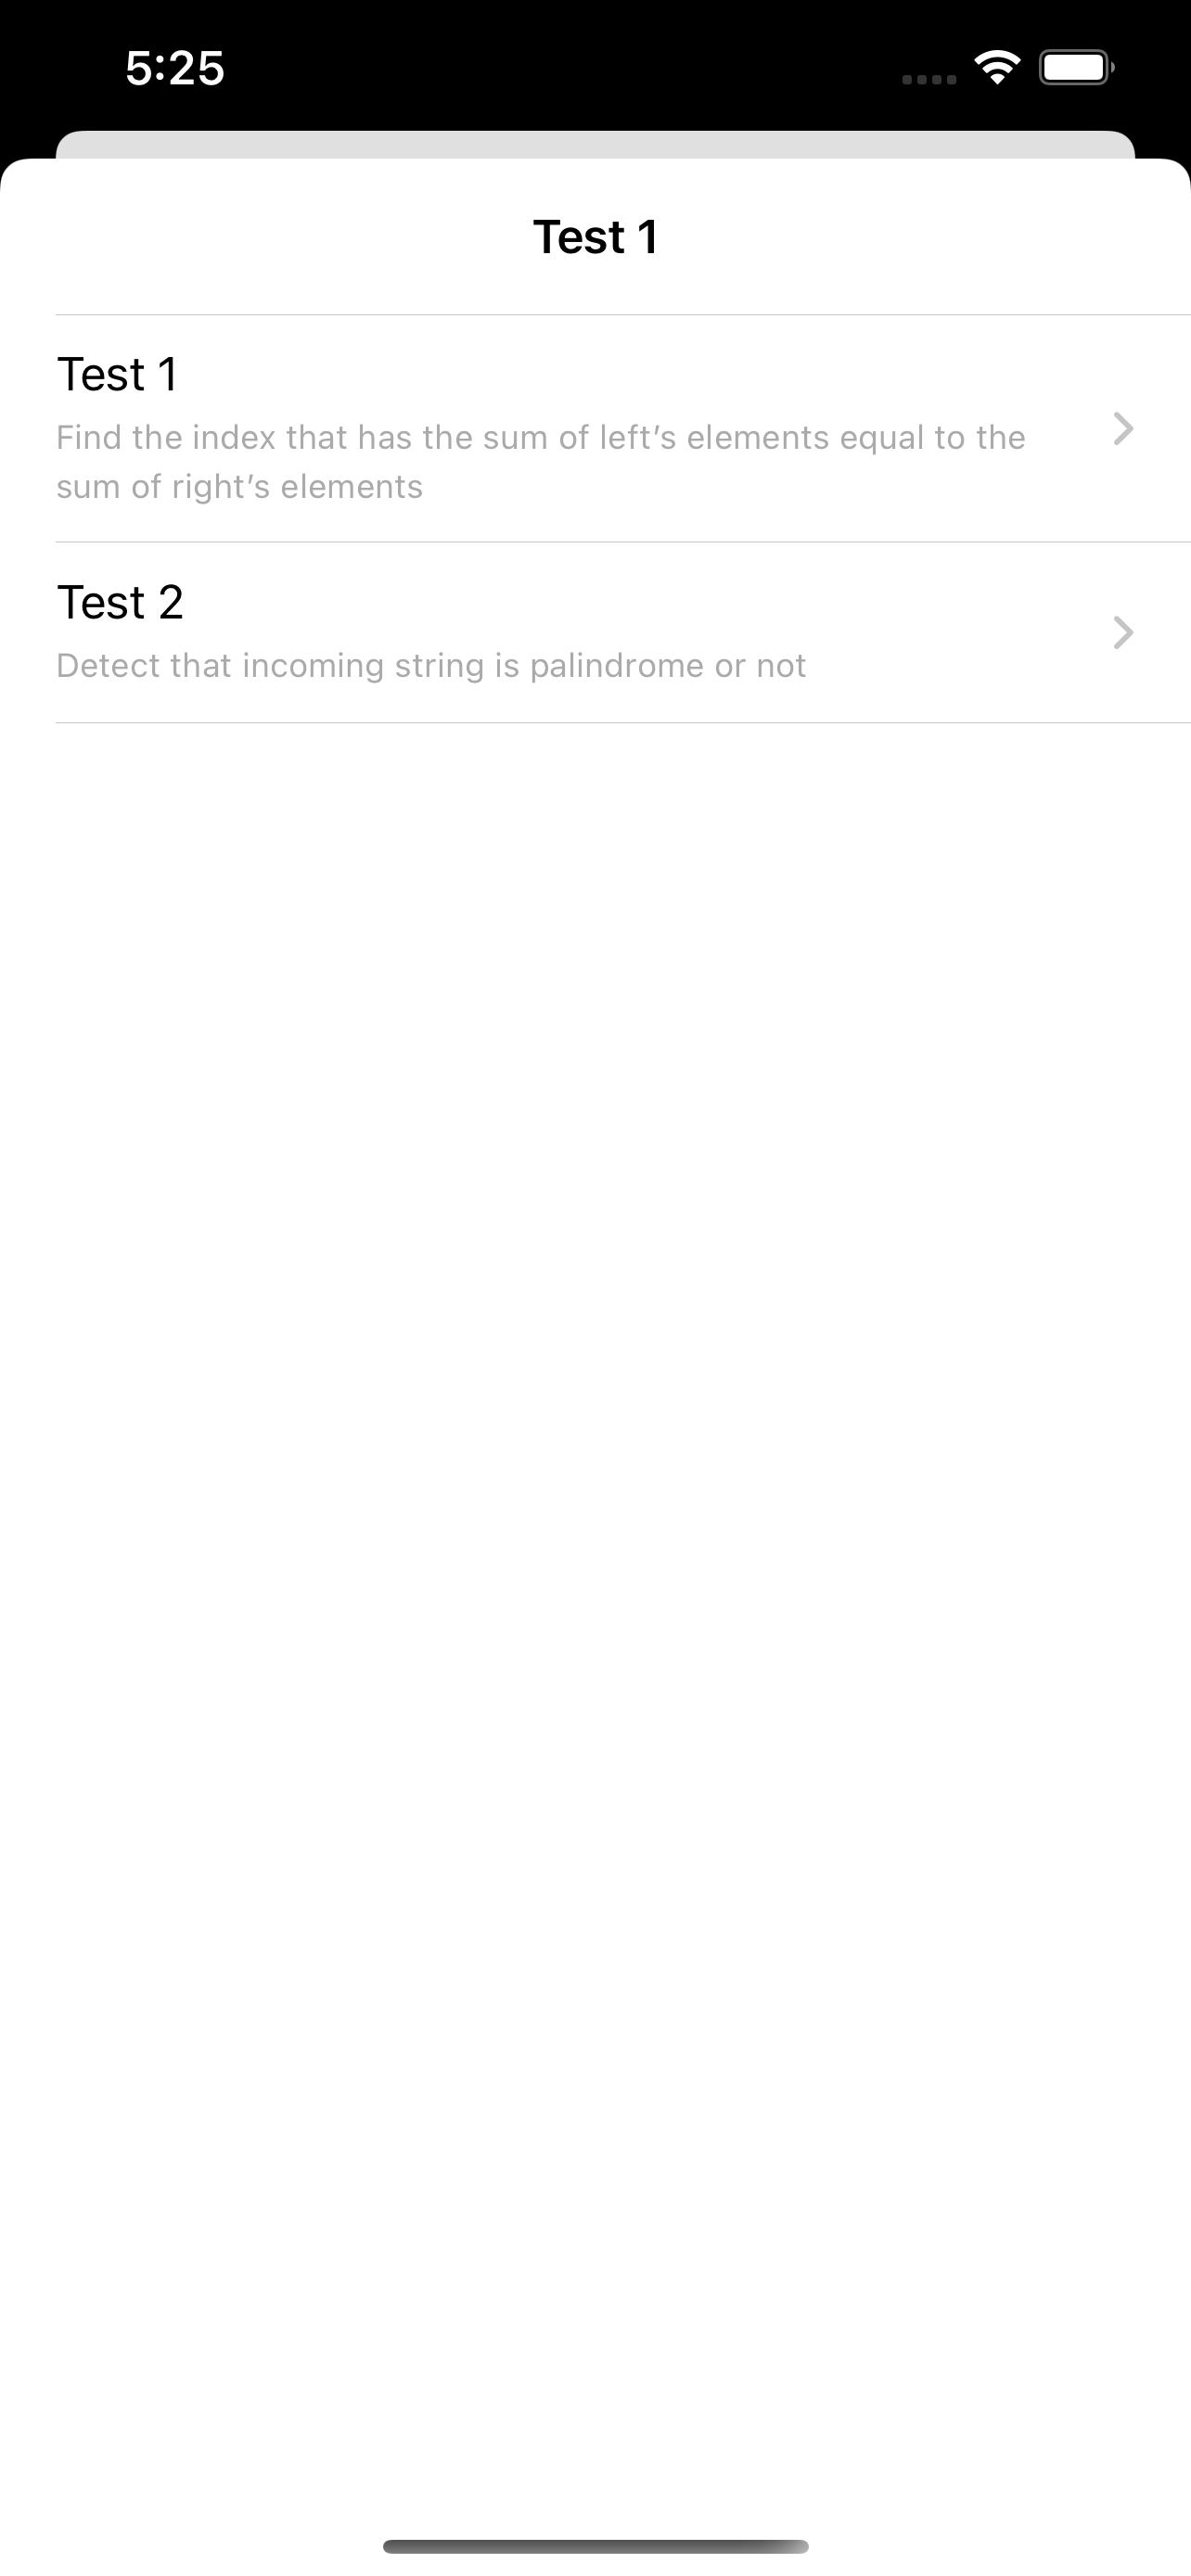 5:25
Test 1
Test 1
Find the index that has the sum of left’s elements equal to the
sum of right’s elements
Test 2
Detect that incoming string is palindrome or not